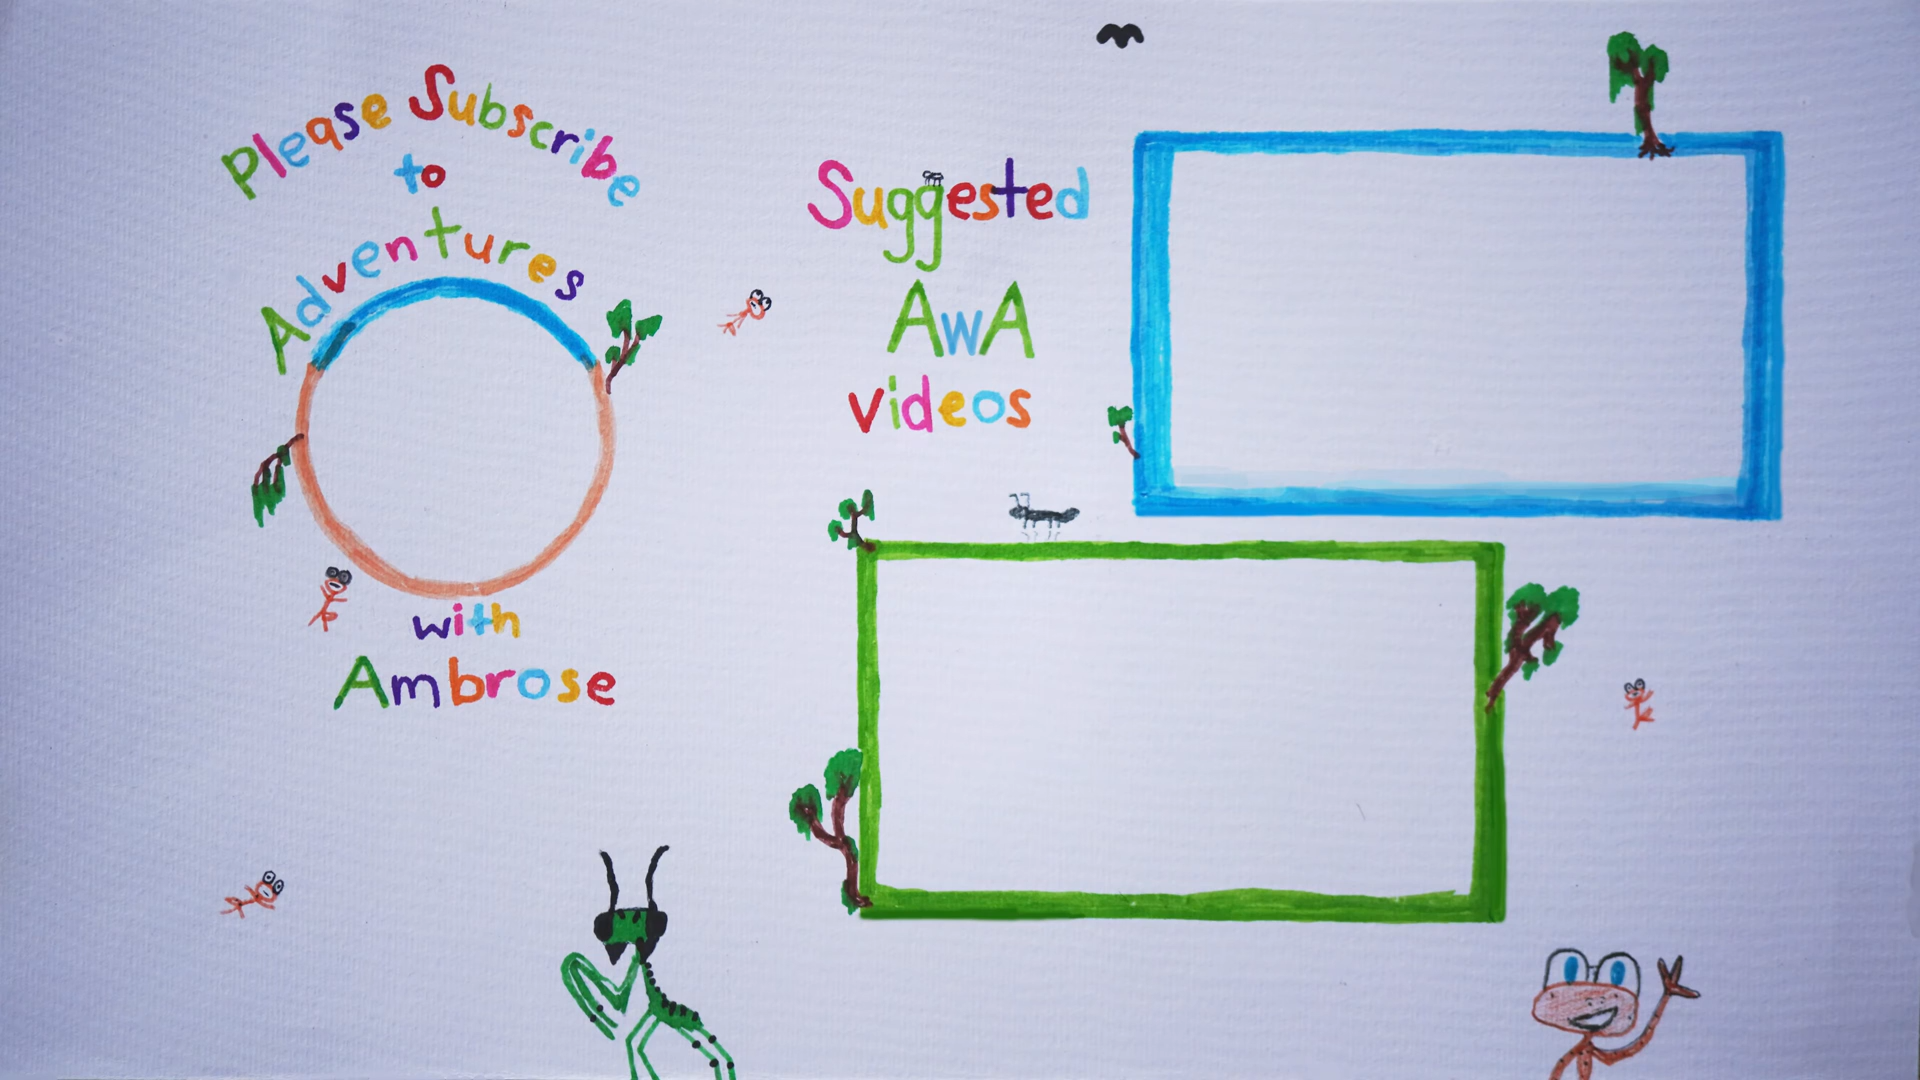 Please Subscribe
to
Adventures
with
Ambrose
Suggested
AwA
videos